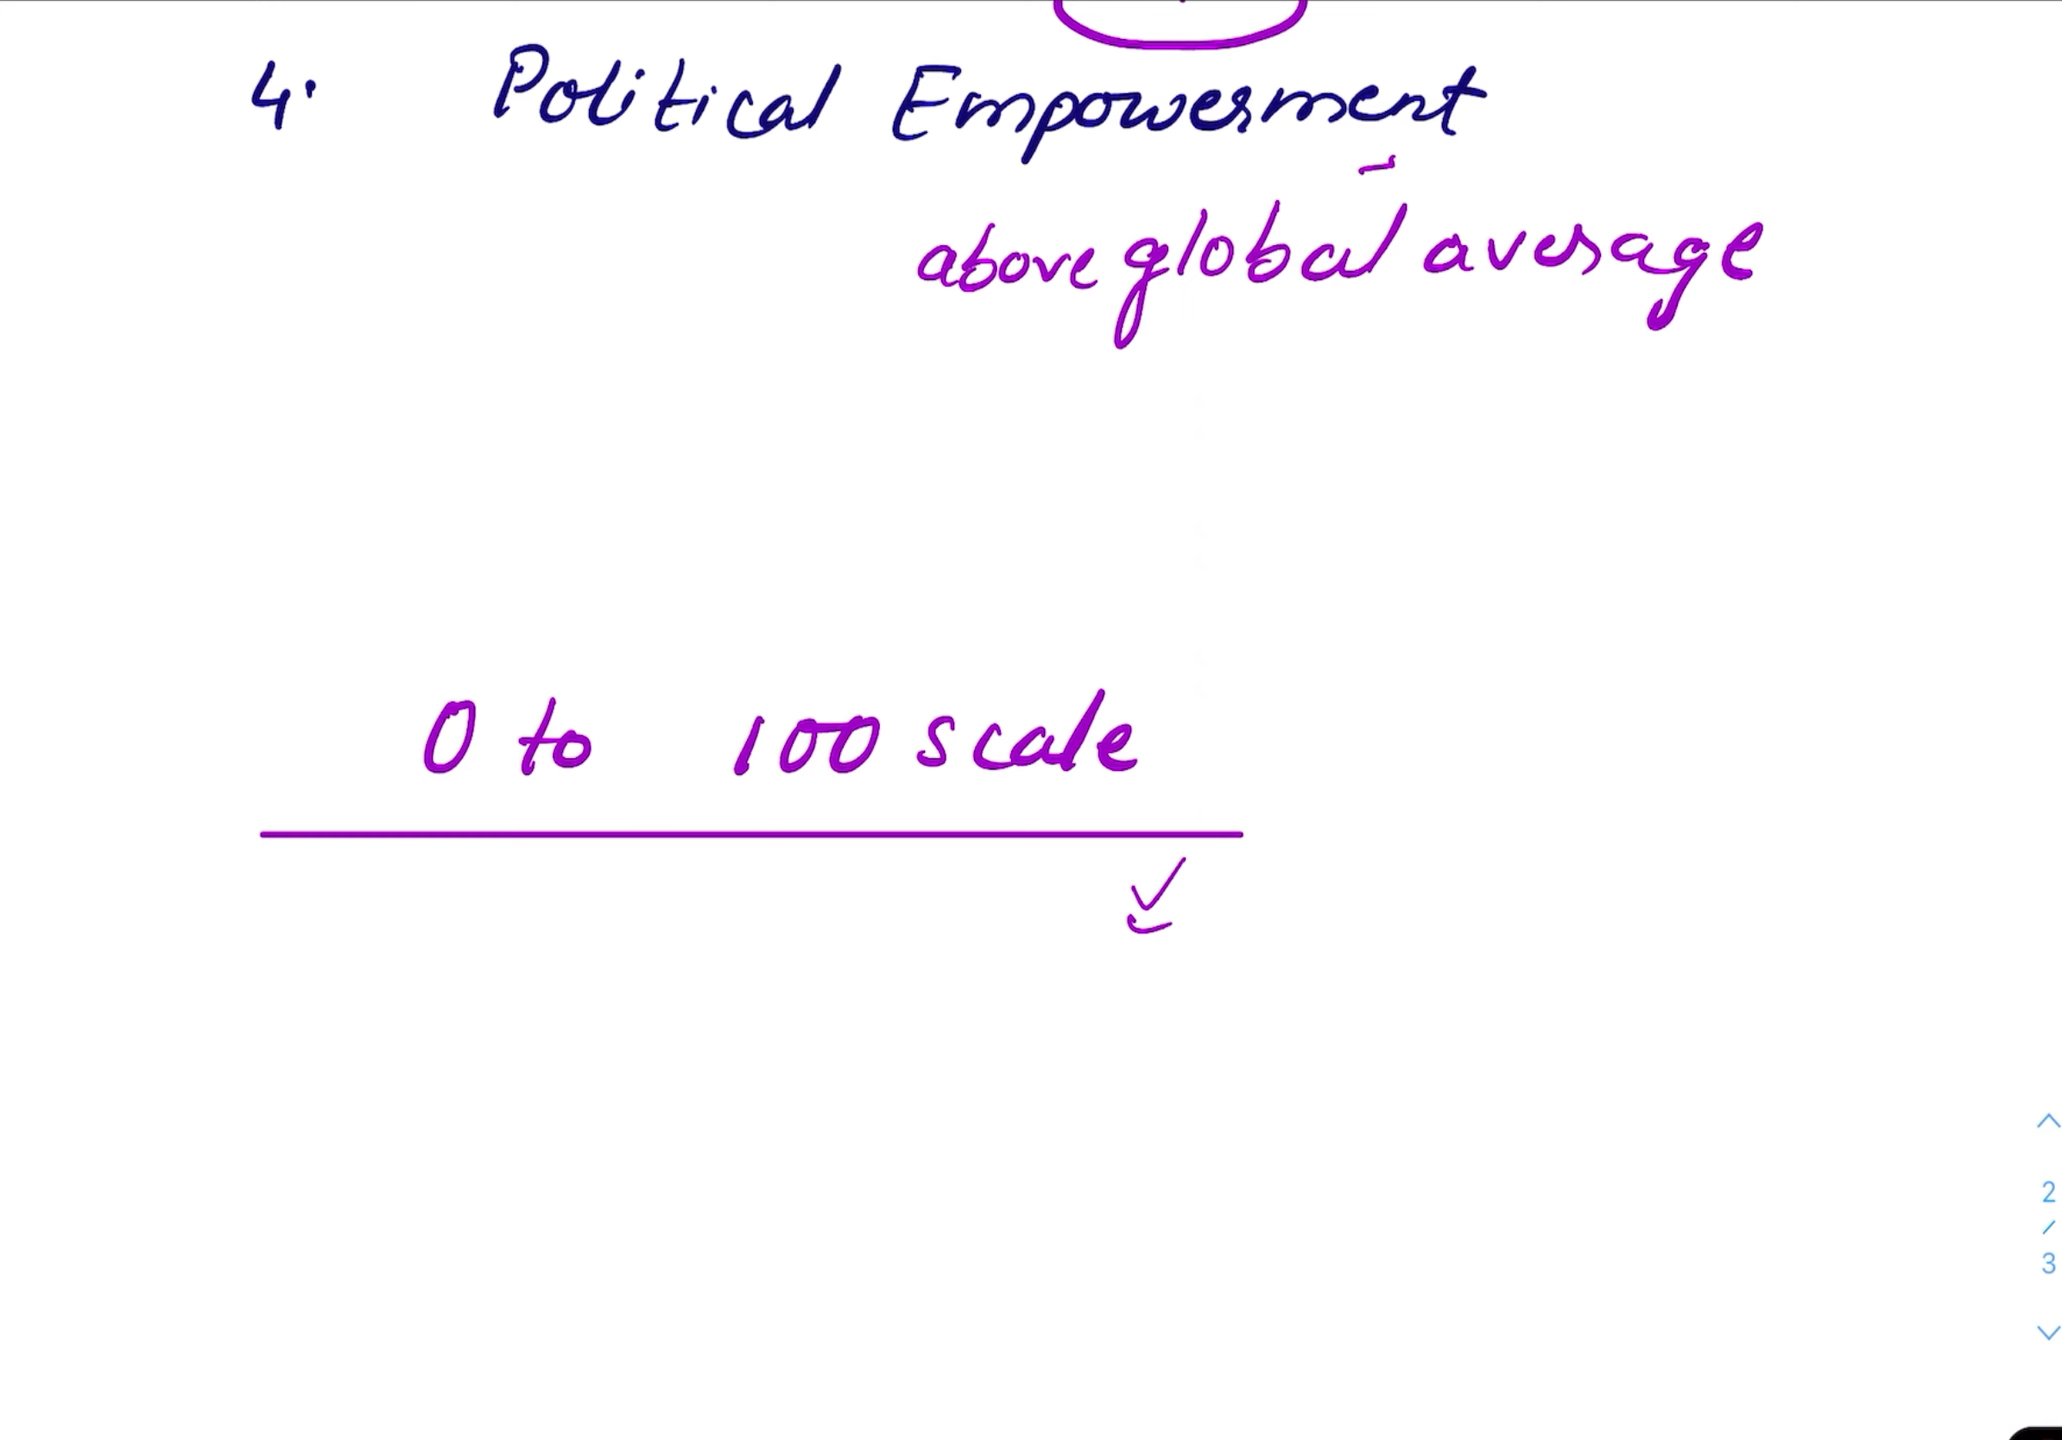 4. Political Empowerment
above global average
0 to 100 scale
2
/
3